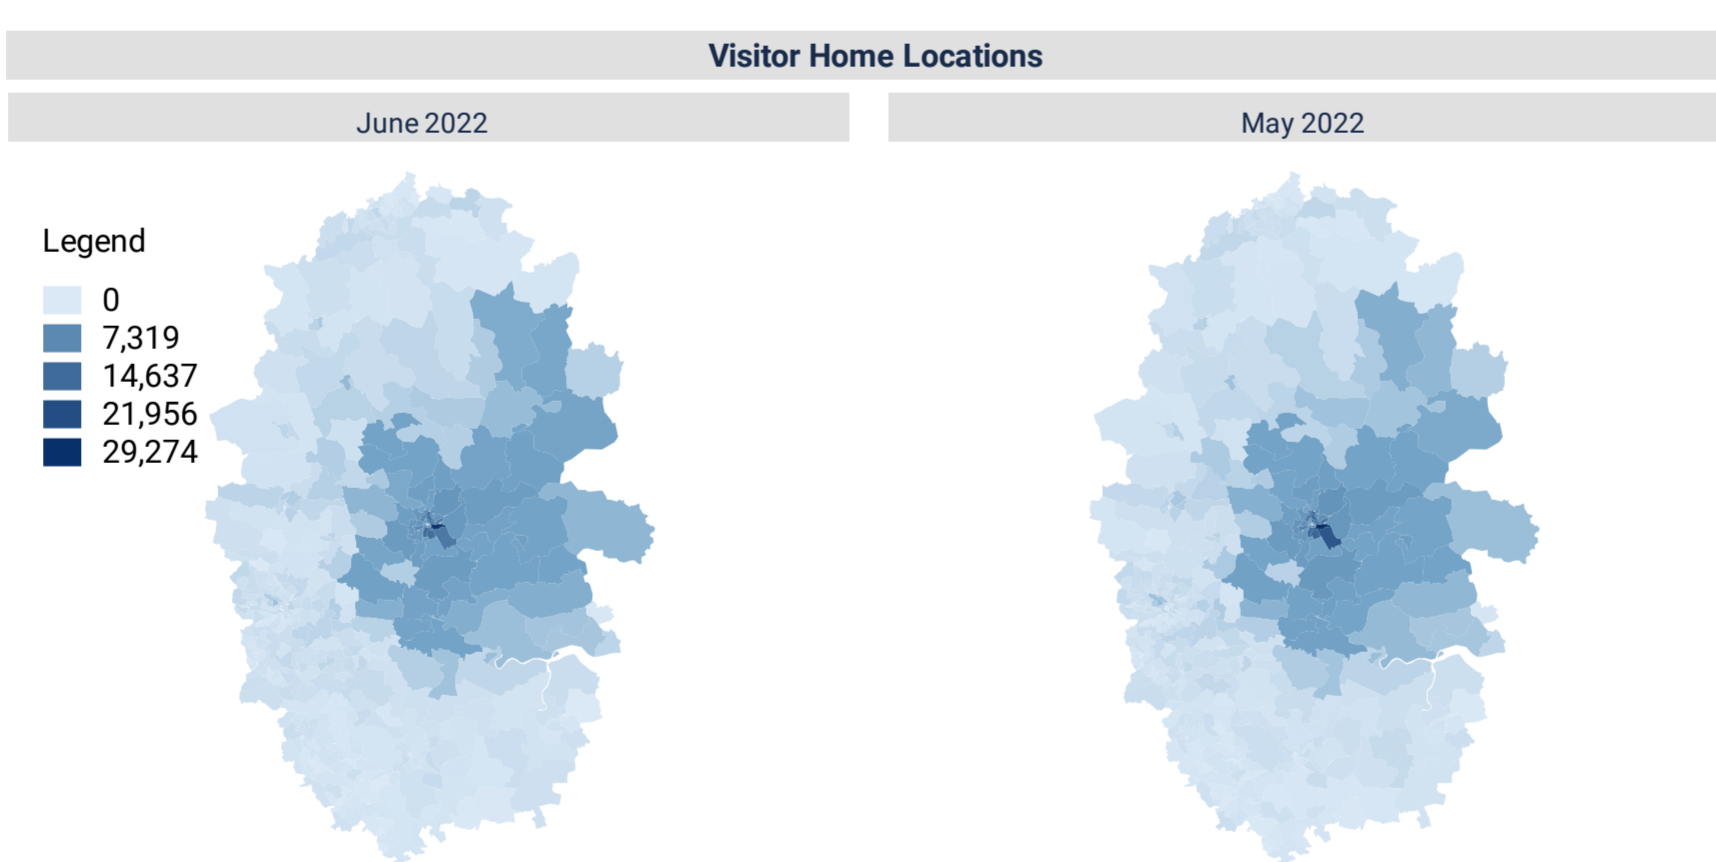 Visitor Home Locations
June 2022
May 2022
Legend
0
7,319
14,637
21,956
29,274